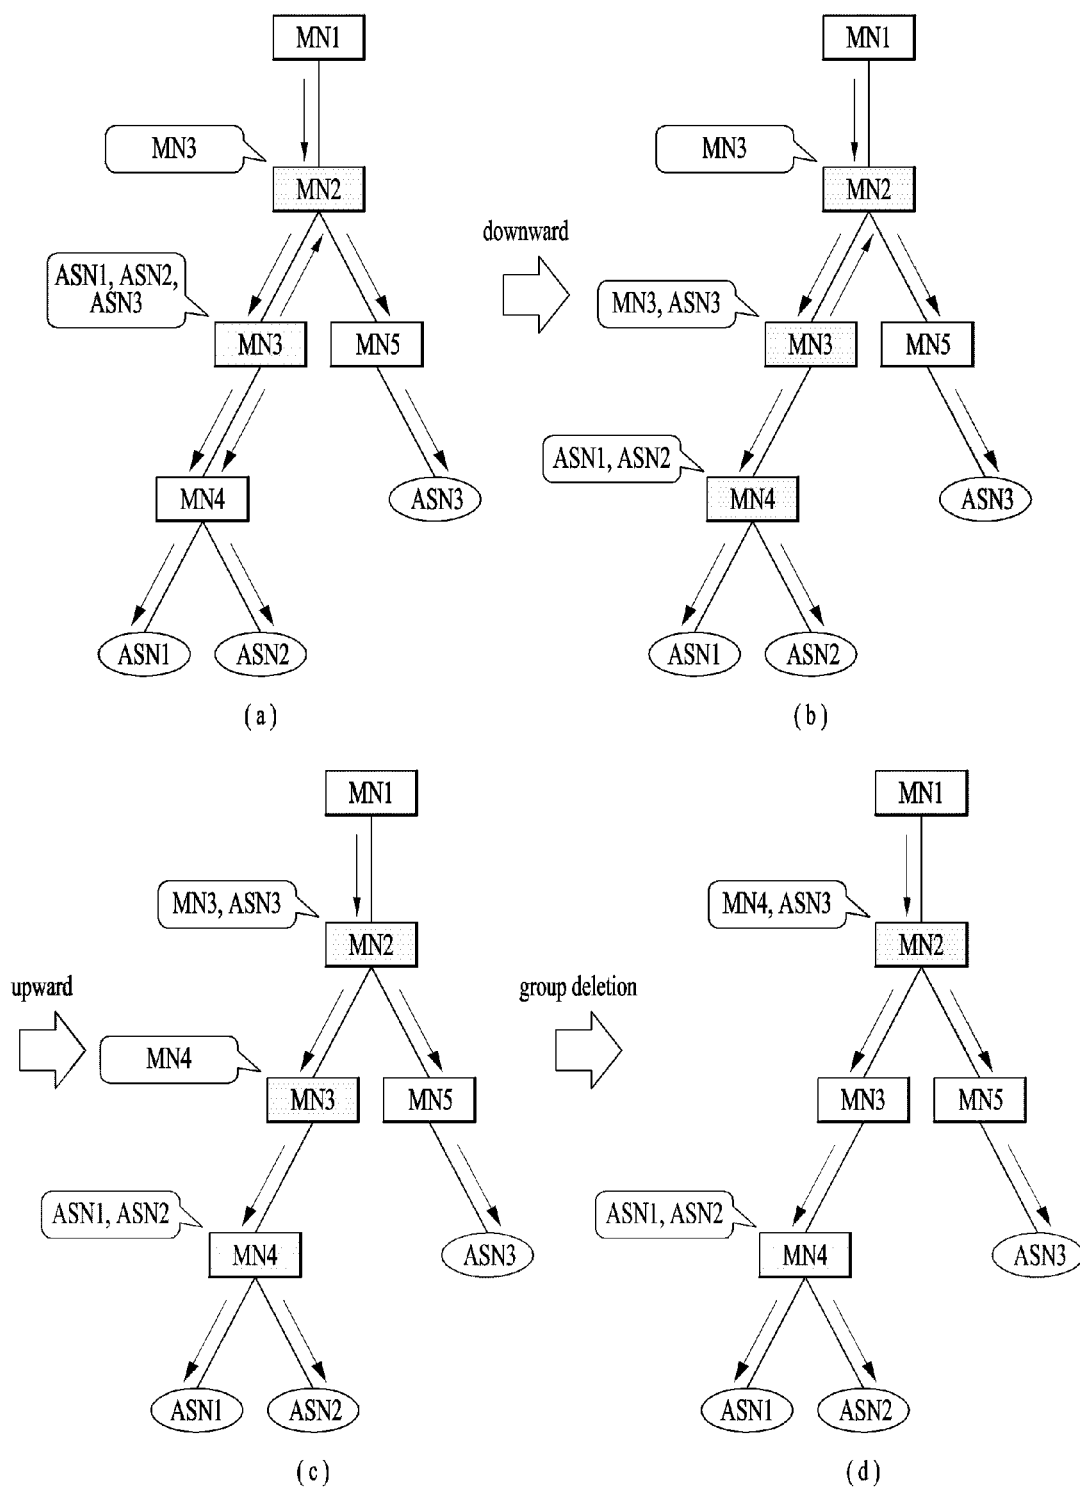 MN1
MN3
MN2
ASN1, ASN2,
ASN3
MN3
MN5
MN4
ASN3
ASN1
ASN2
(a)
downward
MN1
MN3
MN2
MN3, ASN3
MN3
MN5
ASN1, ASN2
MN4
ASN3
ASN1
ASN2
(b)
upward
MN1
MN3, ASN3
MN2
MN4
MN3
MN5
ASN1, ASN2
MN4
ASN3
ASN1
ASN2
(c)
group deletion
MN1
MN4, ASN3
MN2
MN3
MN5
ASN1, ASN2
MN4
ASN3
ASN1
ASN2
(d)